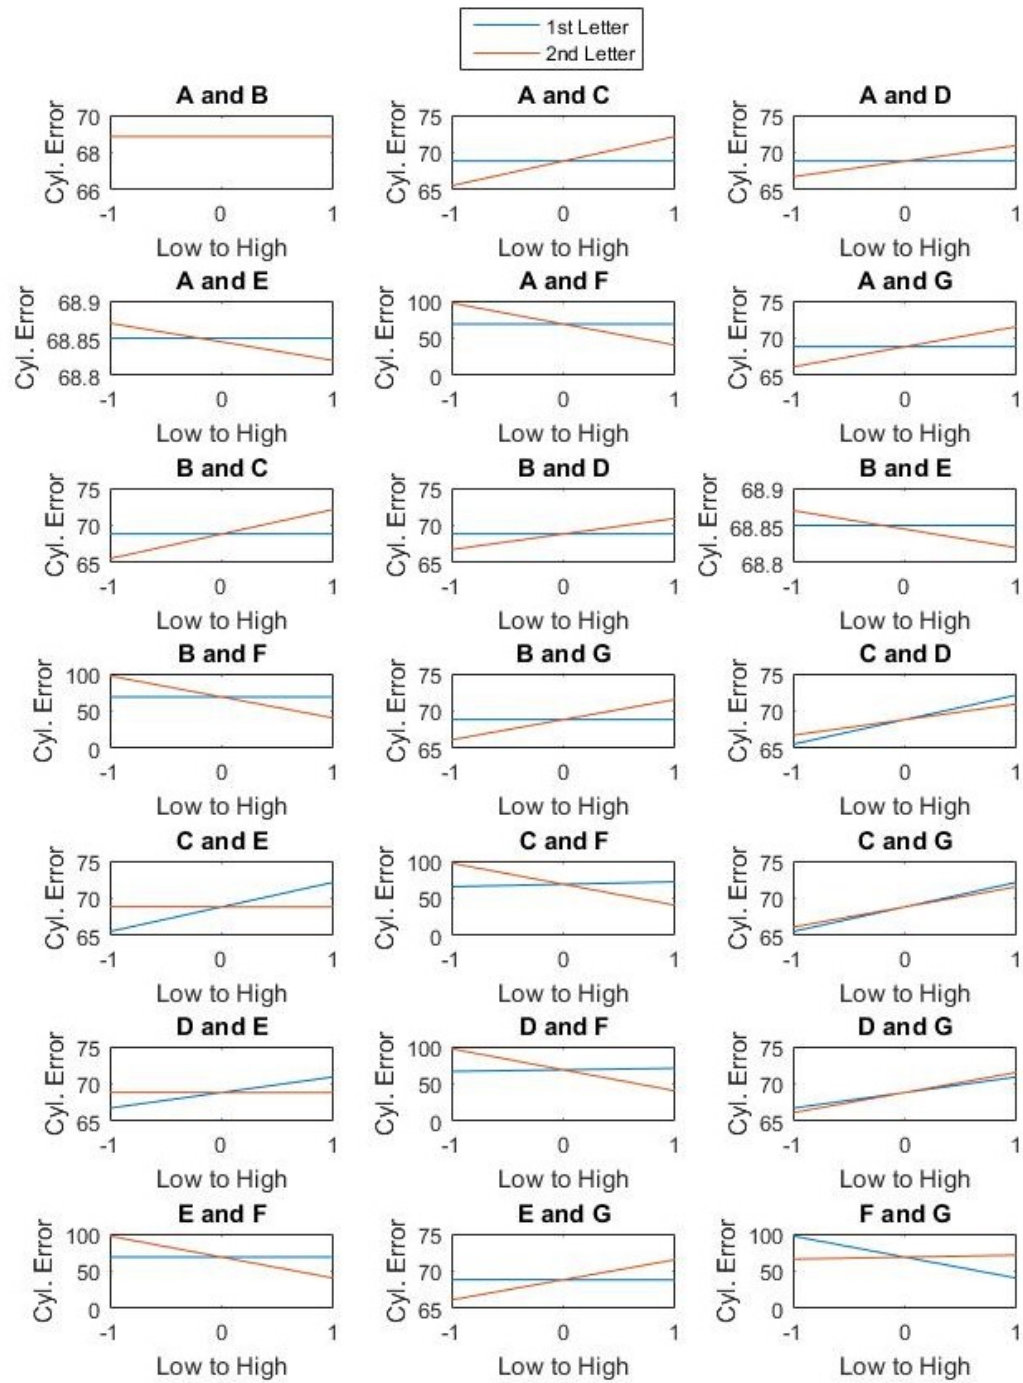 1st Letter
2nd Letter
A and B
Cyl. Error
70
68
66
-1 0 1
Low to High
A and C
Cyl. Error
75
70
65
-1 0 1
Low to High
A and D
Cyl. Error
75
70
65
-1 0 1
Low to High
A and E
Cyl. Error
68.9
68.85
68.8
-1 0 1
Low to High
A and F
Cyl. Error
100
50
0
-1 0 1
Low to High
A and G
Cyl. Error
75
70
65
-1 0 1
Low to High
B and C
Cyl. Error
75
70
65
-1 0 1
Low to High
B and D
Cyl. Error
75
70
65
-1 0 1
Low to High
B and E
Cyl. Error
68.9
68.85
68.8
-1 0 1
Low to High
B and F
Cyl. Error
100
50
0
-1 0 1
Low to High
B and G
Cyl. Error
75
70
65
-1 0 1
Low to High
C and D
Cyl. Error
75
70
65
-1 0 1
Low to High
C and E
Cyl. Error
75
70
65
-1 0 1
Low to High
C and F
Cyl. Error
100
50
0
-1 0 1
Low to High
C and G
Cyl. Error
75
70
65
-1 0 1
Low to High
D and E
Cyl. Error
75
70
65
-1 0 1
Low to High
D and F
Cyl. Error
100
50
0
-1 0 1
Low to High
D and G
Cyl. Error
75
70
65
-1 0 1
Low to High
E and F
Cyl. Error
100
50
0
-1 0 1
Low to High
E and G
Cyl. Error
75
70
65
-1 0 1
Low to High
F and G
Cyl. Error
100
50
0
-1 0 1
Low to High